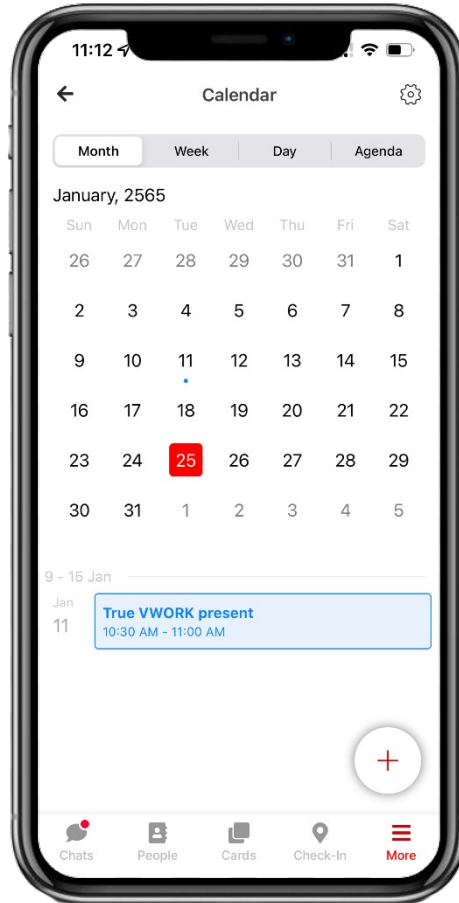 11:12
Calendar
Month Week Day Agenda
January, 2565
Sun Mon Tue Wed Thu Fri Sat
26 27 28 29 30 31 1
2 3 4 5 6 7 8
9 10 11 12 13 14 15
16 17 18 19 20 21 22
23 24 25 26 27 28 29
30 31 1 2 3 4 5
9 - 15 Jan
Jan
11
True VWORK present
10:30 AM - 11:00 AM
Chats People Cards Check-In More